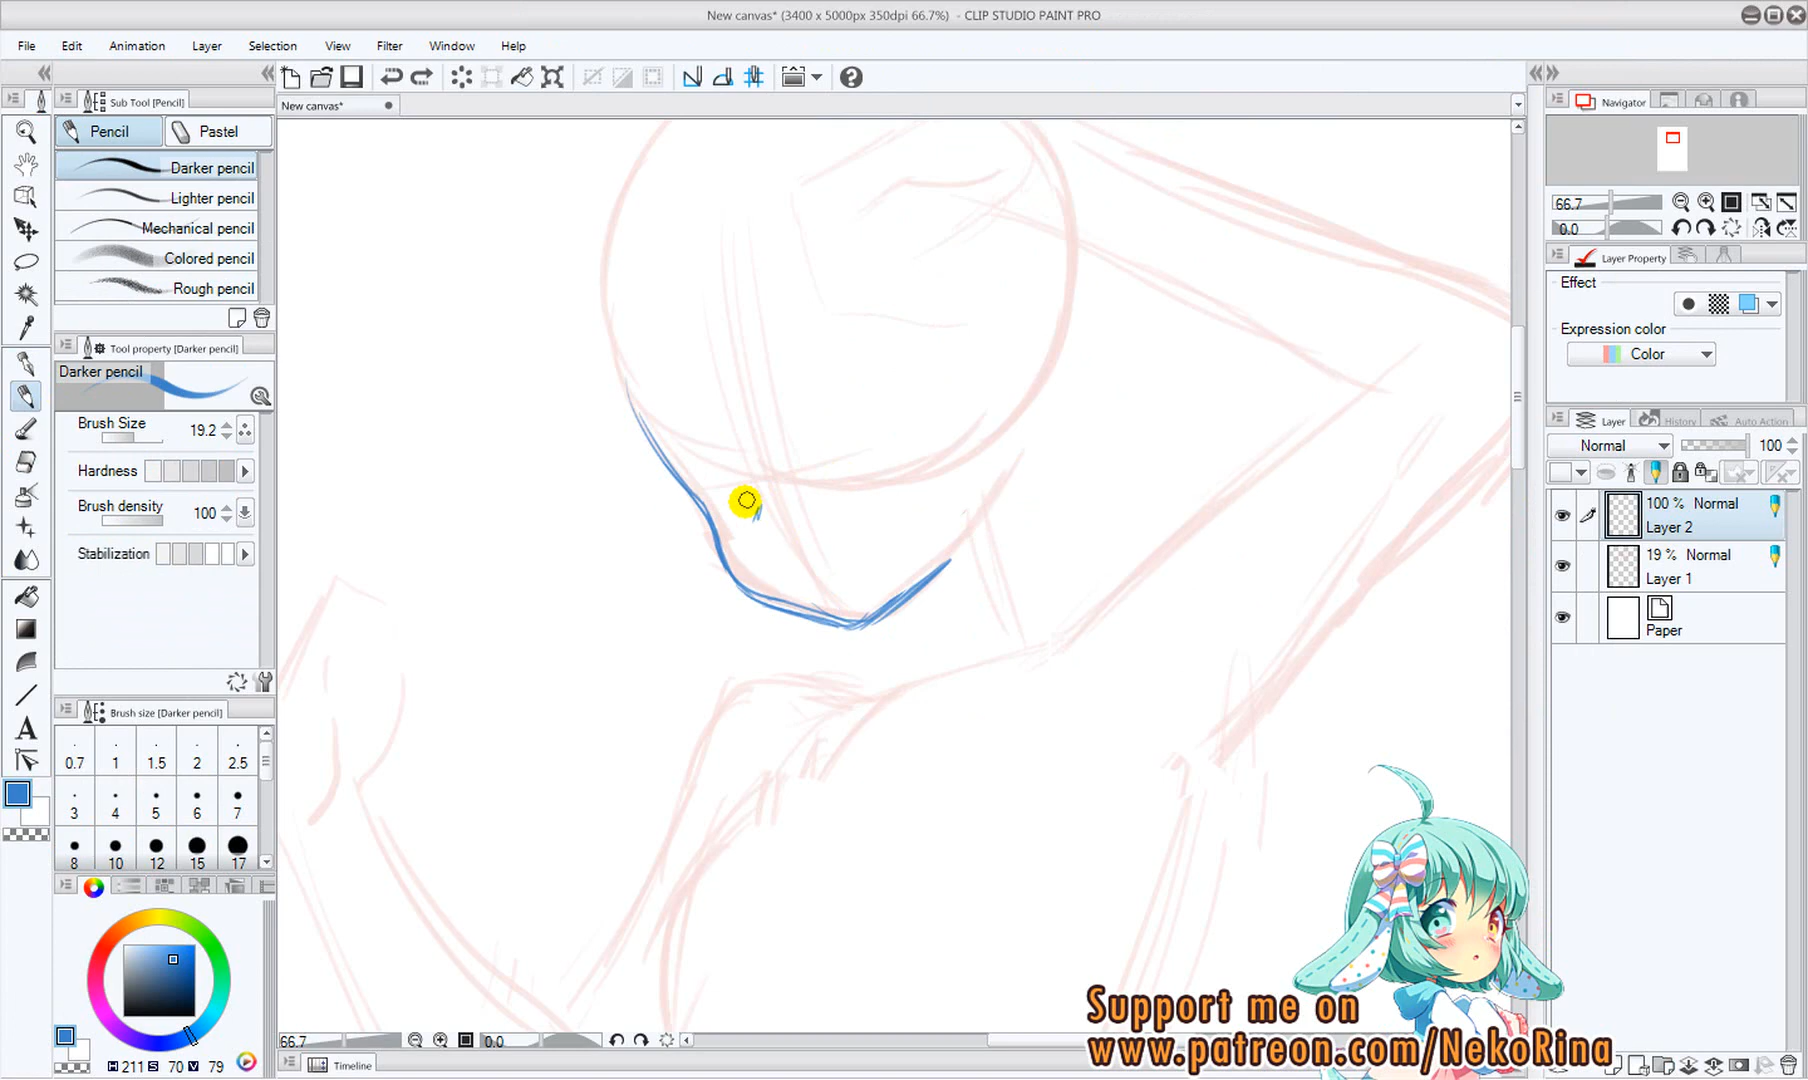 New canvas* (3400 x 5000px 350dpi 66.7%) - CLIP STUDIO PAINT PRO
File Edit Animation Layer Selection View Filter Window Help
Sub Tool [Pencil]
New canvas*
Navigator
Pencil Pastel
Darker pencil
Lighter pencil
Mechanical pencil
Colored pencil
Rough pencil
66.7
0.0
Layer Property
Effect
Expression color
Color
Tool property [Darker pencil]
Darker pencil
Brush Size 19.2
Hardness
Brush density 100
Stabilization
Layer History Auto Action
Normal 100
100 % Normal
Layer 2
19 % Normal
Layer 1
Paper
Brush size [Darker pencil]
0.7 1 1.5 2 2.5
3 4 5 6 7
8 10 12 15 17
H 211 S 70 V 79
66.7 0.0
Timeline
Support me on
www.patreon.com/NekoRina